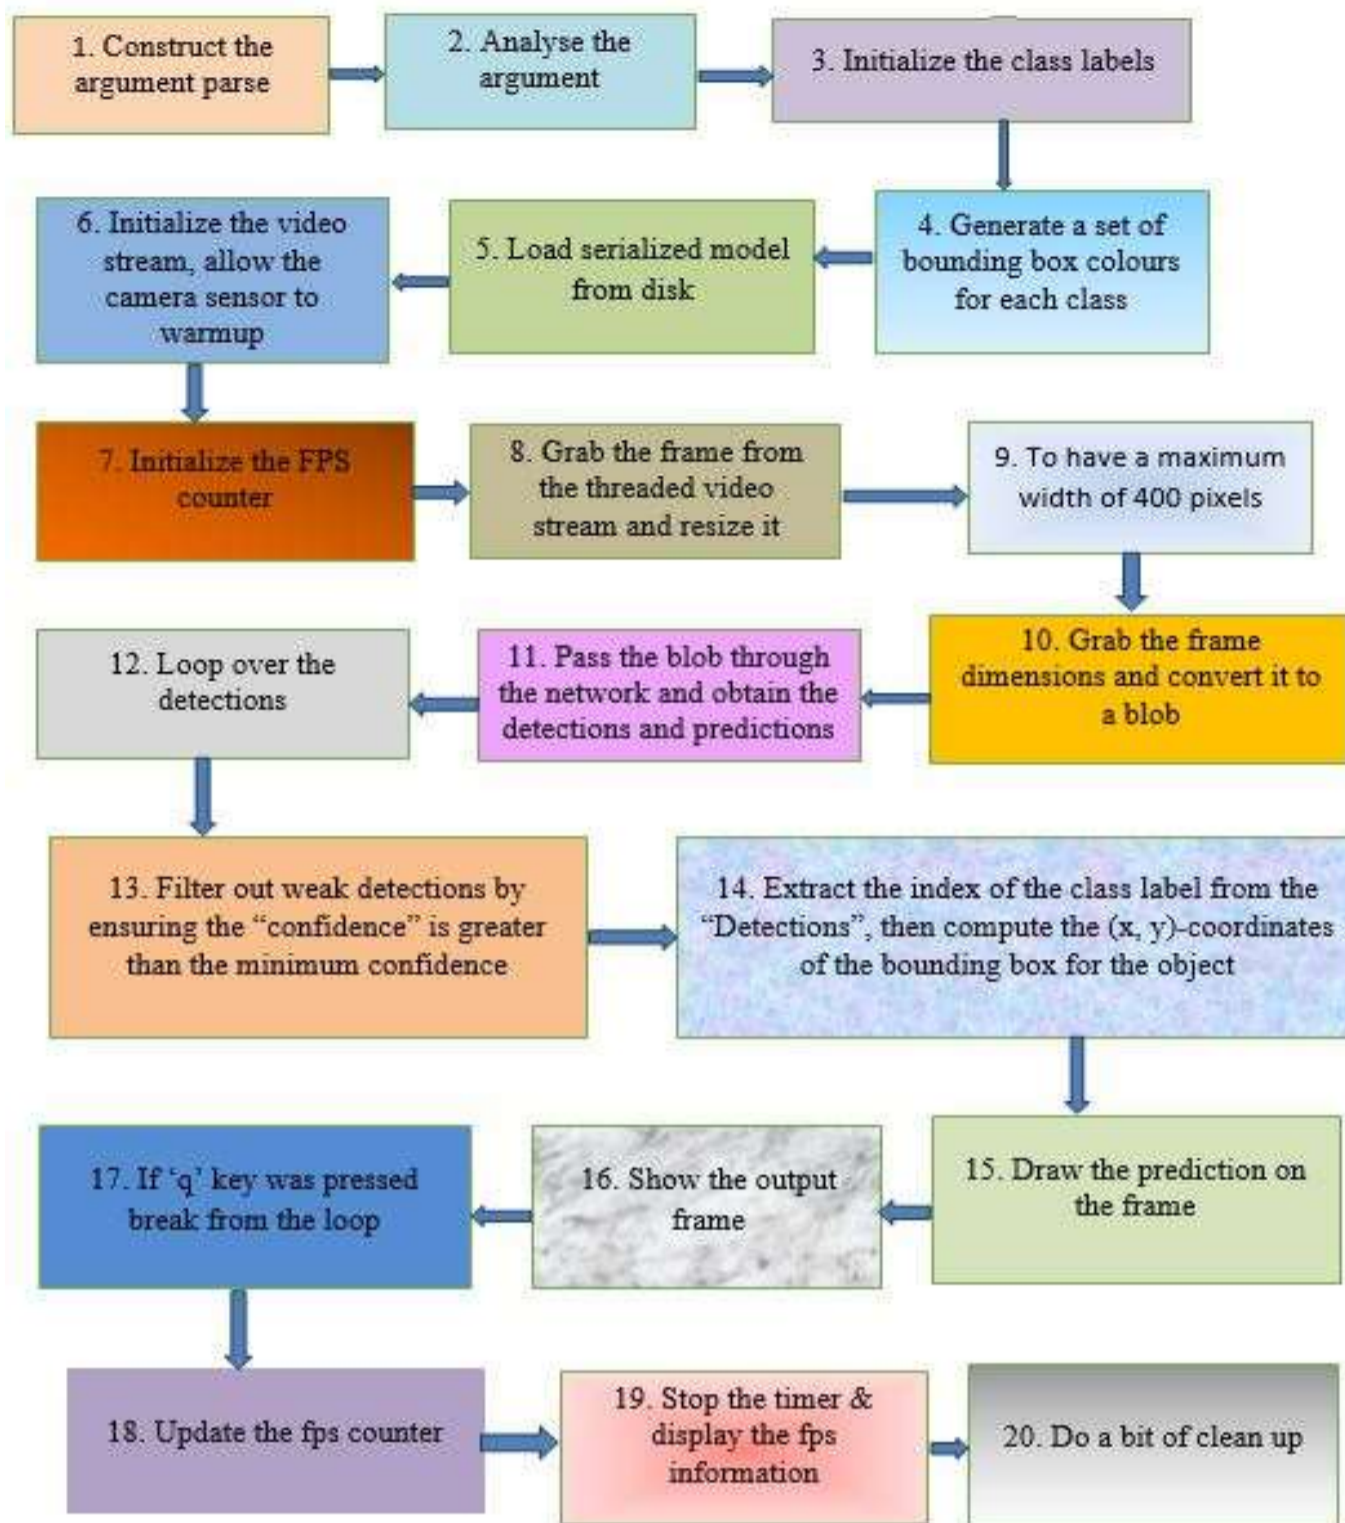 1. Construct the
argument parse
2. Analyse the
argument
3. Initialize the class labels
4. Generate a set of
bounding box colours
for each class
5. Load serialized model
from disk
6. Initialize the video
stream, allow the
camera sensor to
warmup
7. Initialize the FPS
counter
8. Grab the frame from
the threaded video
stream and resize it
9. To have a maximum
width of 400 pixels
10. Grab the frame
dimensions and convert it to
a blob
11. Pass the blob through
the network and obtain the
detections and predictions
12. Loop over the
detections
13. Filter out weak detections by
ensuring the “confidence” is greater
than the minimum confidence
14. Extract the index of the class label from the
“Detections”, then compute the (x, y)-coordinates
of the bounding box for the object
15. Draw the prediction on
the frame
16. Show the output
frame
17. If ‘q’ key was pressed
break from the loop
18. Update the fps counter
19. Stop the timer &
display the fps
information
20. Do a bit of clean up